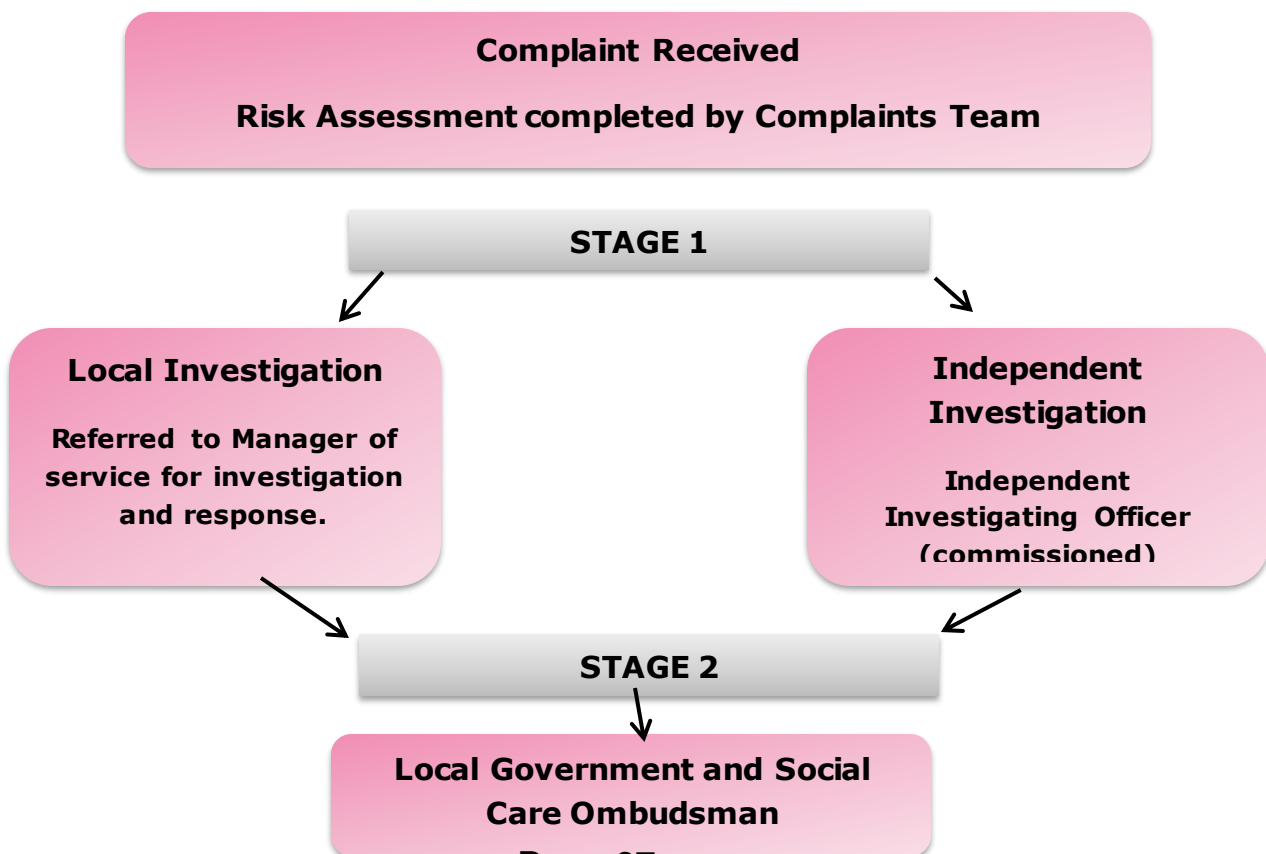 Complaint Received
Risk Assessment completed by Complaints Team
STAGE 1
Local Investigation
Referred to Manager of
service for investigation
and response.
Independent
Investigation
Independent
Investigating Officer
(commissioned)
STAGE 2
Local Government and Social
Care Ombudsman